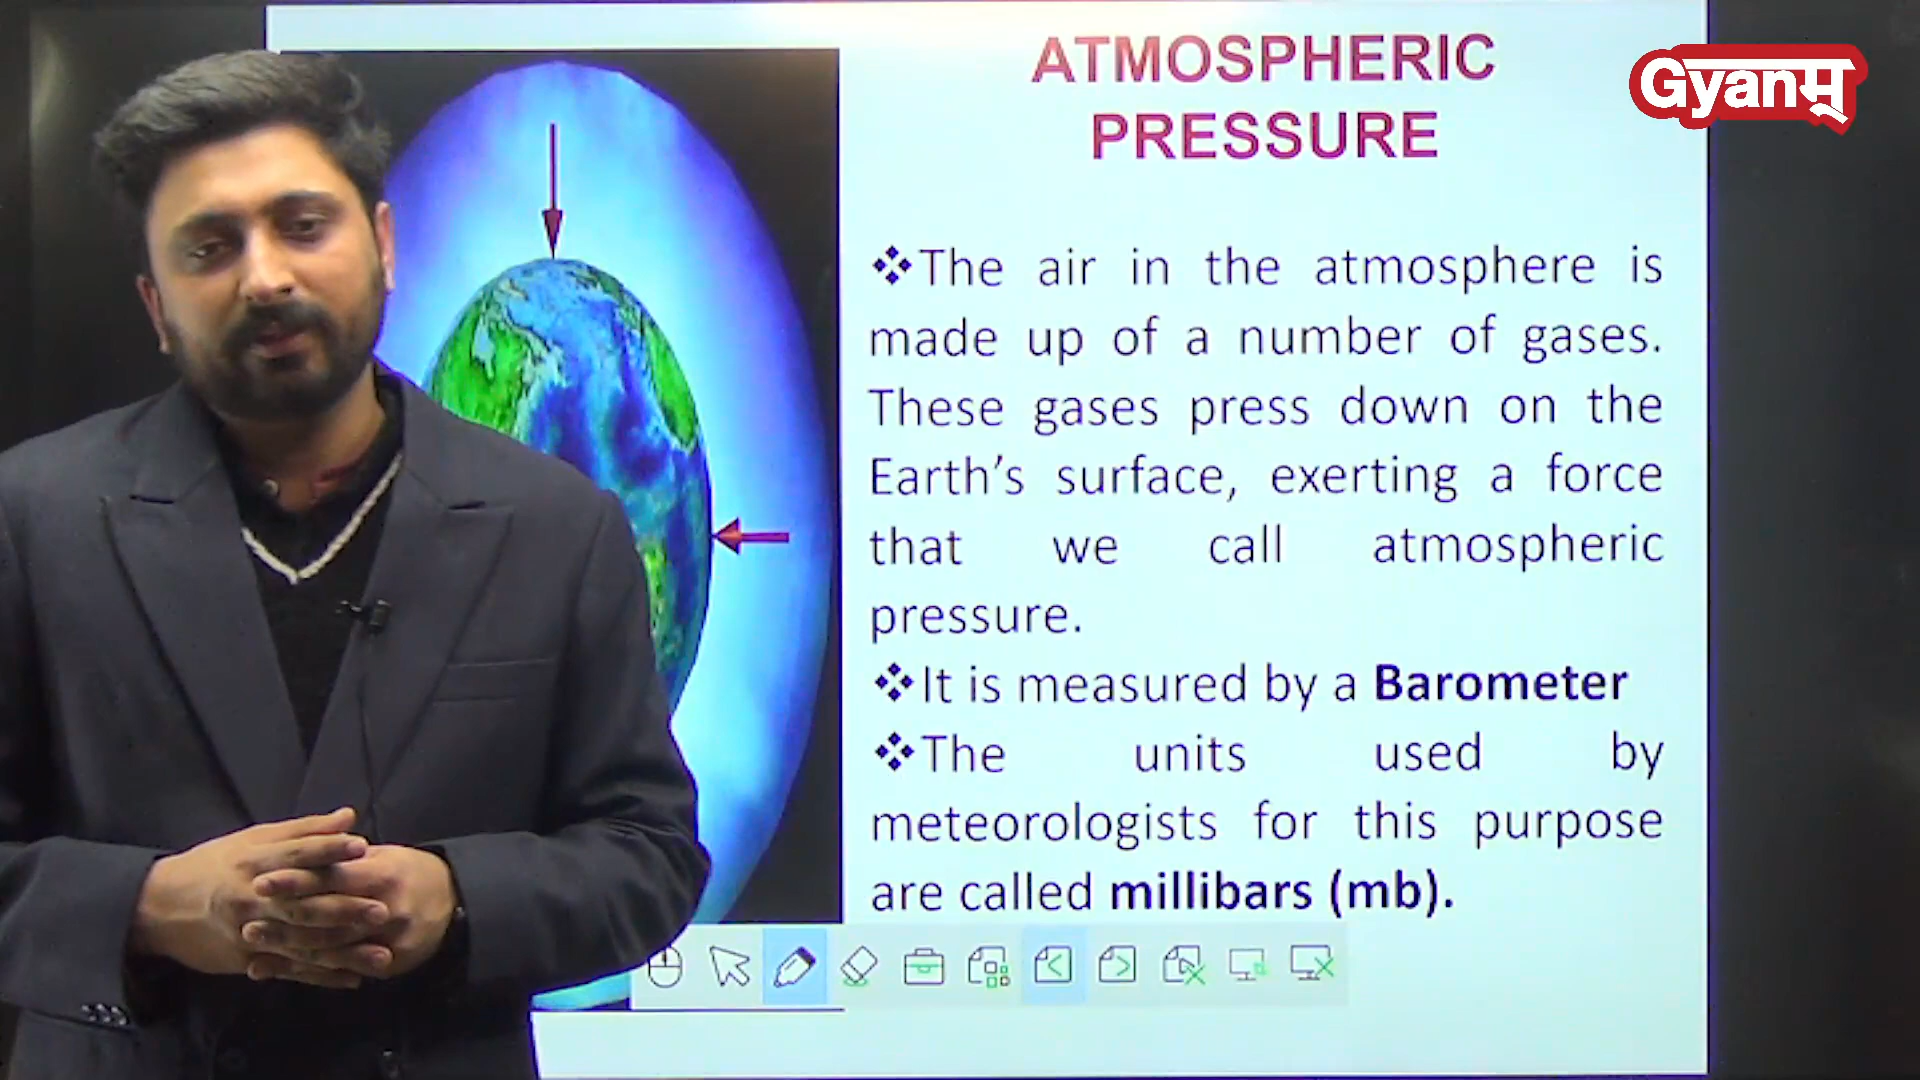 ATMOSPHERIC
PRESSURE
Gyanम्
❖The air in the atmosphere is
made up of a number of gases.
These gases press down on the
Earth's surface, exerting a force
that we call atmospheric
pressure.
❖It is measured by a Barometer
❖The units used by
meteorologists for this purpose
are called millibars (mb).